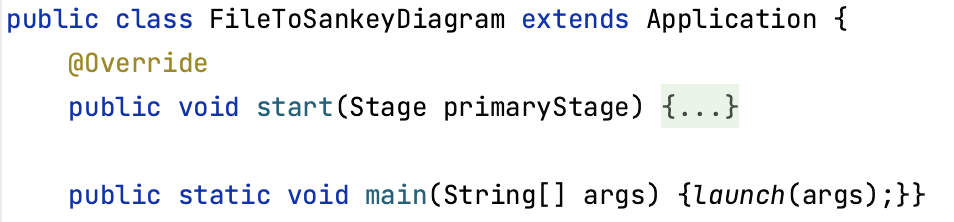 public class FileToSankeyDiagram extends Application {
@Override
public void start(Stage primaryStage) {...}
public static void main(String[] args) {launch(args);}}